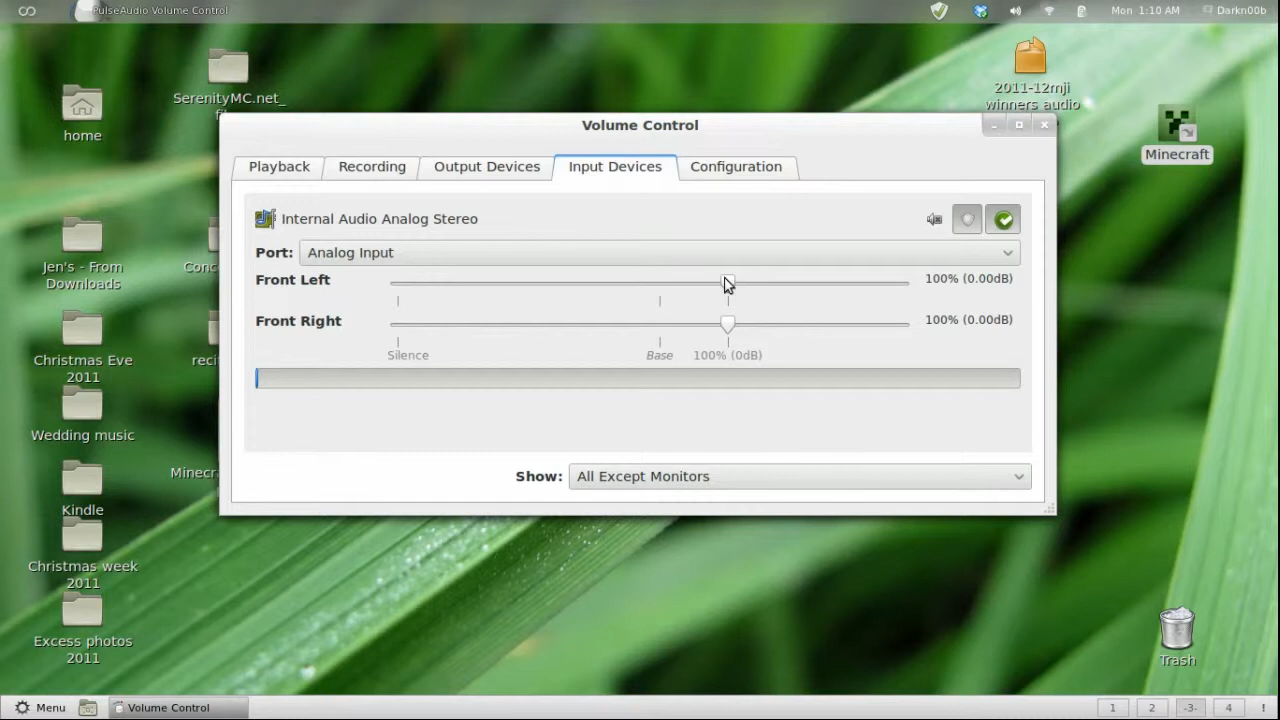 PulseAudio Volume Control
Mon 1:10 AM
Darkn00b
home
SerenityMC.net_
2011-12mji
winners audio
Minecraft
Jen's - From
Downloads
Conc
Christmas Eve
2011
reci
Wedding music
Minecr
Kindle
Christmas week
2011
Excess photos
2011
Trash
Volume Control
Playback
Recording
Output Devices
Input Devices
Configuration
Internal Audio Analog Stereo
Port: Analog Input
Front Left
100% (0.00dB)
Front Right
100% (0.00dB)
Silence
Base
100% (0dB)
Show: All Except Monitors
Menu
Volume Control
1
2
-3-
4
!